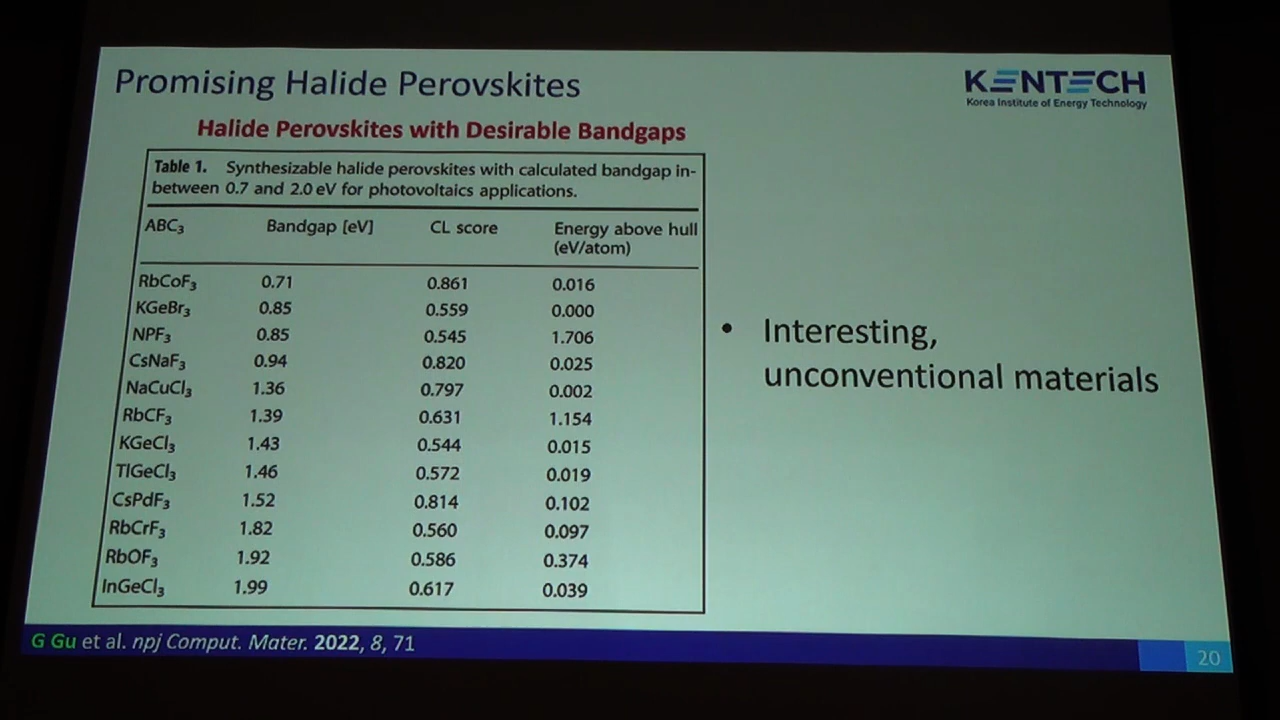 Promising Halide Perovskites
KENTECH
Korea Institute of Energy Technology
Halide Perovskites with Desirable Bandgaps
Table 1. Synthesizable halide perovskites with calculated bandgap in-
between 0.7 and 2.0 eV for photovoltaics applications.
ABC₃ Bandgap [eV] CL score Energy above hull
(eV/atom)
RbCoF₃ 0.71 0.861 0.016
KGeBr₃ 0.85 0.559 0.000
NPF₃ 0.85 0.545 1.706
CsNaF₃ 0.94 0.820 0.025
NaCuCl₃ 1.36 0.797 0.002
RbCF₃ 1.39 0.631 1.154
KGeCl₃ 1.43 0.544 0.015
TlGeCl₃ 1.46 0.572 0.019
CsPdF₃ 1.52 0.814 0.102
RbCrF₃ 1.82 0.560 0.097
RbOF₃ 1.92 0.586 0.374
InGeCl₃ 1.99 0.617 0.039
• Interesting,
unconventional materials
G Gu et al. npj Comput. Mater. 2022, 8, 71
20